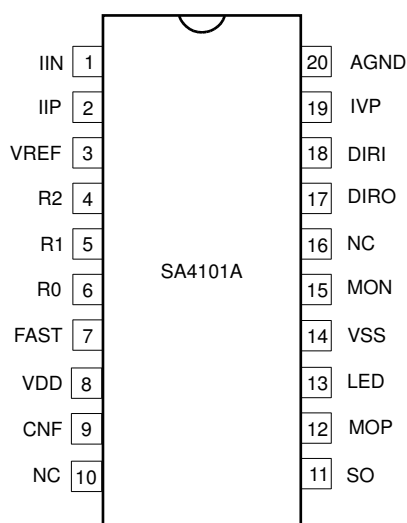 IIN 1 20 AGND
IIP 2 19 IVP
VREF 3 18 DIRI
R2 4 17 DIRO
R1 5 16 NC
SA4101A
R0 6 15 MON
FAST 7 14 VSS
VDD 8 13 LED
CNF 9 12 MOP
NC 10 11 SO